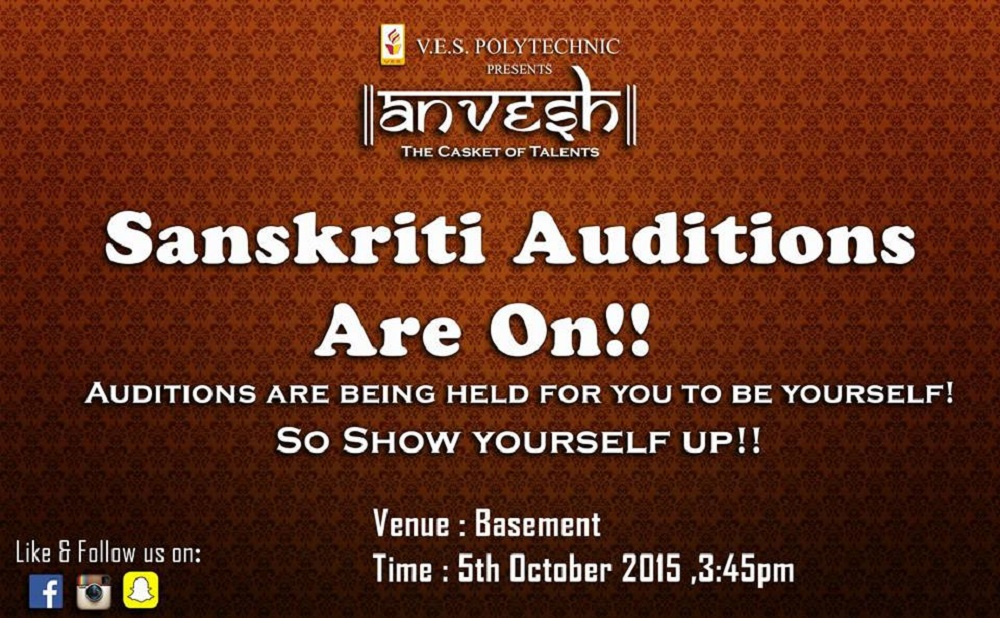 V.E.S. POLYTECHNIC
V.E.S.
PRESENTS
||anvesh||
THE CASKET OF TALENTS
Sanskriti Auditions
Are On!!
AUDITIONS ARE BEING HELD FOR YOU TO BE YOURSELF!
SO SHOW YOURSELF UP!!
Venue : Basement
Time : 5th October 2015 ,3:45pm
Like & Follow us on:
f